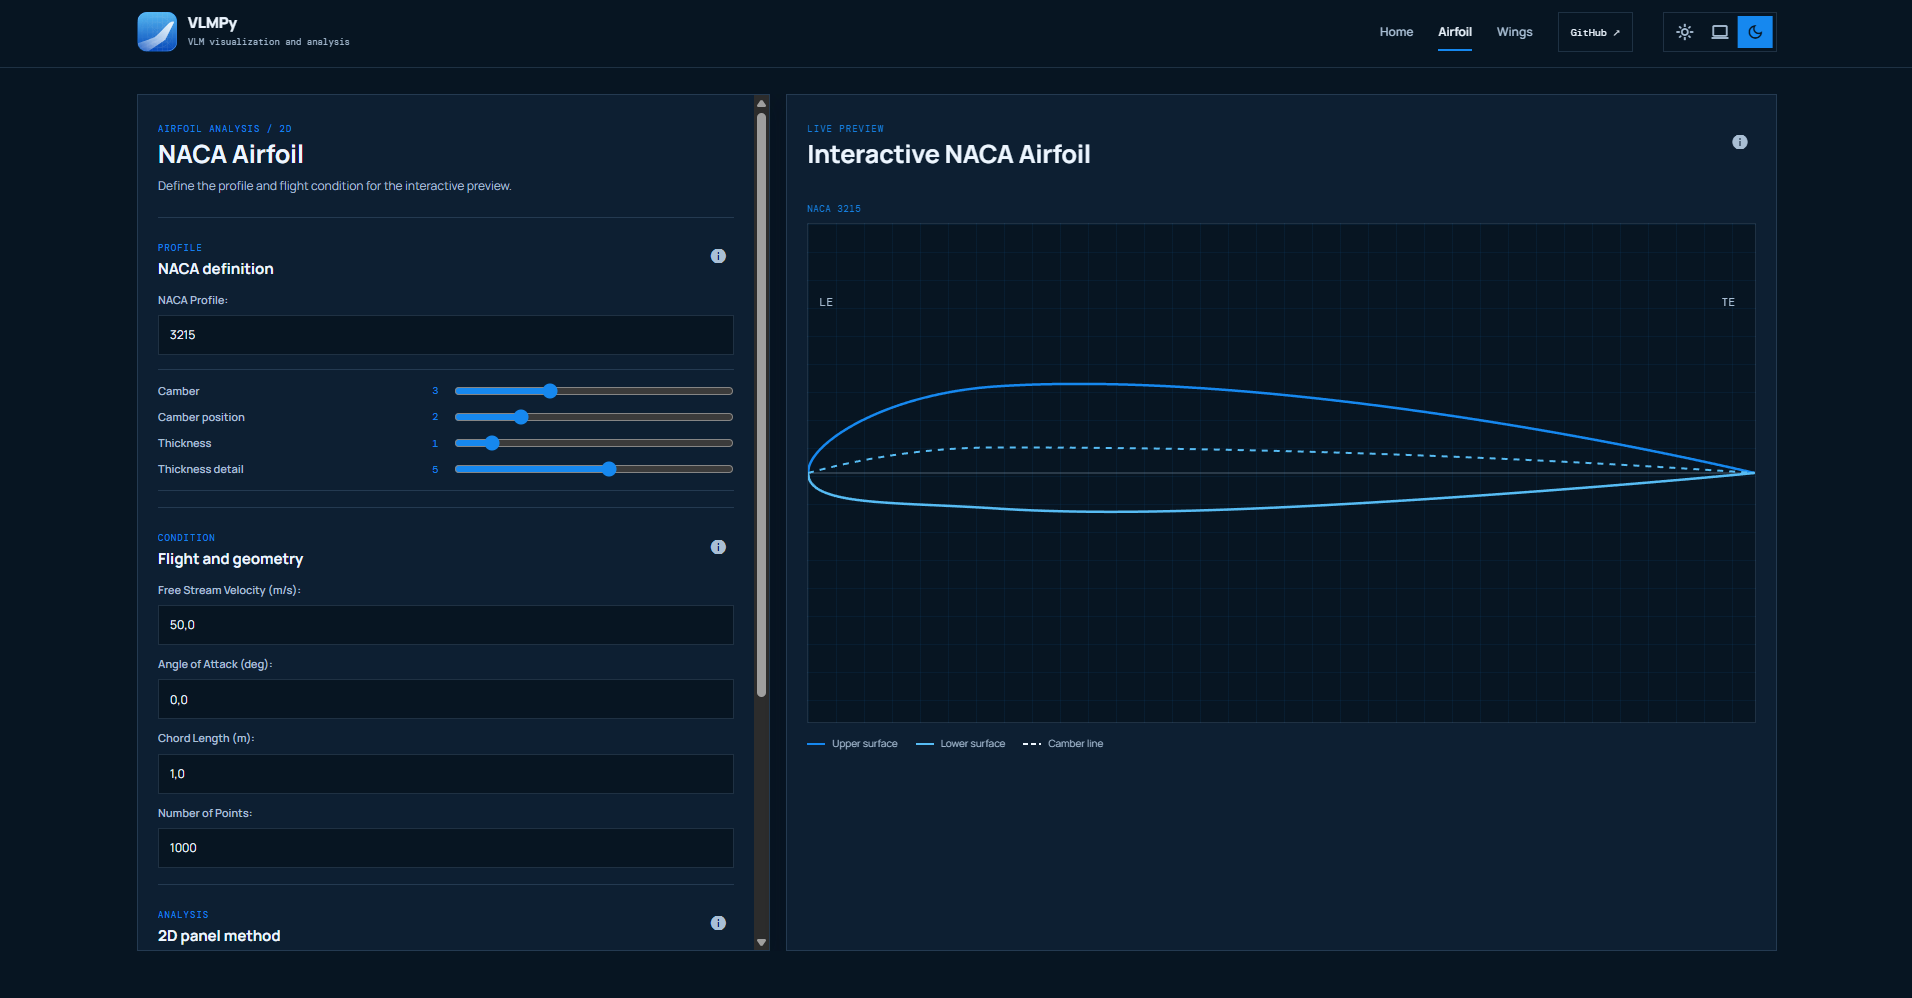 VLMPy
VLM visualization and analysis
Home
Airfoil
Wings
GitHub ↗
AIRFOIL ANALYSIS / 2D
NACA Airfoil
Define the profile and flight condition for the interactive preview.
PROFILE
NACA definition
NACA Profile:
3215
Camber 3
Camber position 2
Thickness 1
Thickness detail 5
CONDITION
Flight and geometry
Free Stream Velocity (m/s):
50,0
Angle of Attack (deg):
0,0
Chord Length (m):
1,0
Number of Points:
1000
ANALYSIS
2D panel method
LIVE PREVIEW
Interactive NACA Airfoil
NACA 3215
LE
TE
Upper surface
Lower surface
Camber line